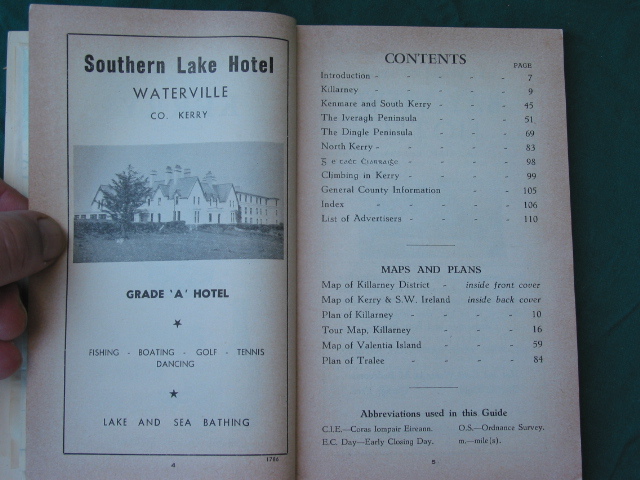 Southern Lake Hotel
WATERVILLE
CO. KERRY
GRADE 'A' HOTEL
FISHING - BOATING - GOLF - TENNIS
DANCING
LAKE AND SEA BATHING
4
1786
CONTENTS
PAGE
Introduction - - - - - - 7
Killarney - - - - - 9
Kenmare and South Kerry - - - - 45
The Iveragh Peninsula - - - 51
The Dingle Peninsula - - - 69
North Kerry - - - - - 83
98
Climbing in Kerry - - - - 99
General County Information - - - 105
Index - - - - - 106
List of Advertisers - - - - 110
MAPS AND PLANS
Map of Killarney District - inside front cover
Map of Kerry & S.W. Ireland inside back cover
Plan of Killarney - - - - 10
Tour Map, Killarney - - - 16
Map of Valentia Island - - - 59
Plan of Tralee - - - - 84
Abbreviations used in this Guide
C.I.E.—Coras Iompair Eireann. O.S.—Ordnance Survey.
E.C. Day—Early Closing Day. m.—mile(s).
5